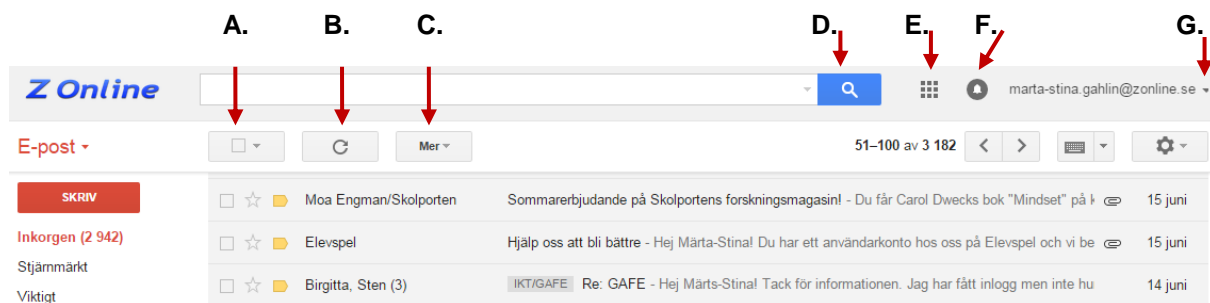 A. B. C. D. E. F. G.
Z Online marta-stina.gahlin@zonline.se
E-post Mer 51–100 av 3 182
SKRIV Moa Engman/Skolporten Sommarerbjudande på Skolportens forskningsmagasin! - Du får Carol Dwecks bok "Mindset" på k 15 juni
Inkorgen (2 942) Elevspel Hjälp oss att bli bättre - Hej Märta-Stina! Du har ett användarkonto hos oss på Elevspel och vi be 15 juni
Stjärnmärkt
Viktigt Birgitta, Sten (3) IKT/GAFE Re: GAFE - Hej Märts-Stina! Tack för informationen. Jag har fått inlogg men inte hu 14 juni